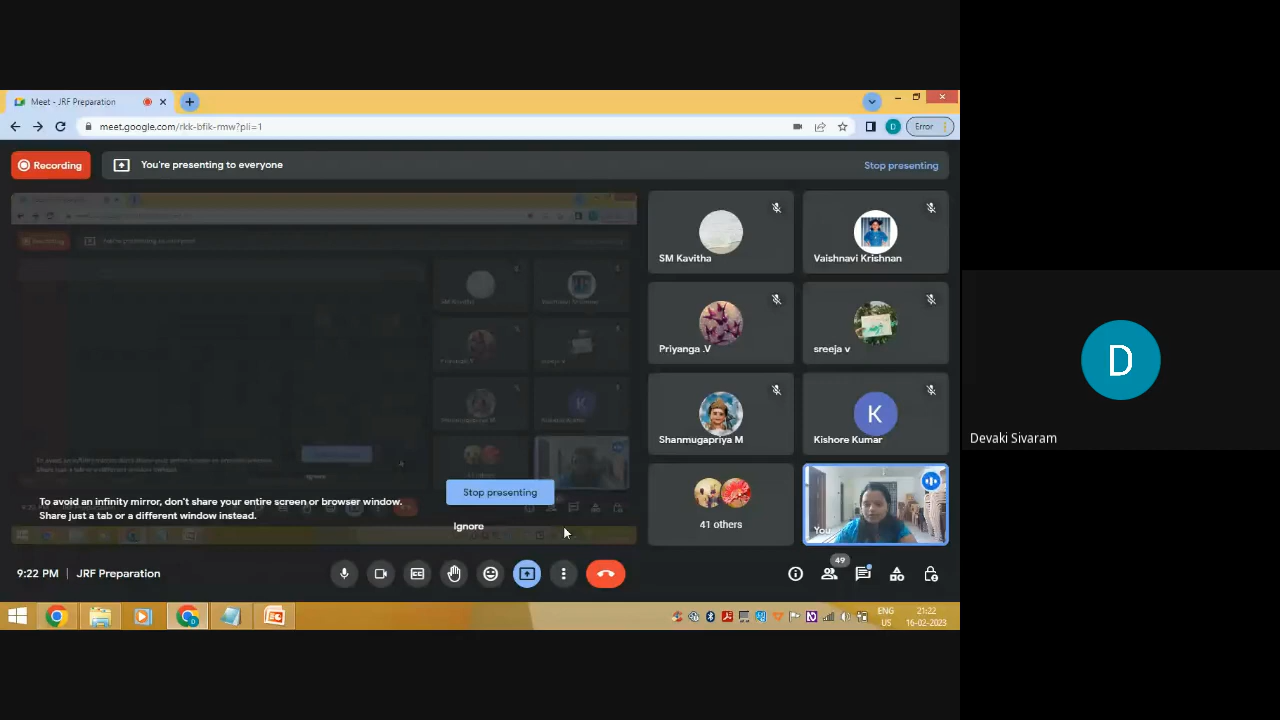 Meet - JRF Preparation
meet.google.com/rkk-bfik-rmw?pli=1
D
Error
Recording
You're presenting to everyone
Stop presenting
SM Kavitha
Vaishnavi Krishnan
Priyanga .V
sreeja v
Shanmugapriya M
K
Kishore Kumar
41 others
You
To avoid an infinity mirror, don't share your entire screen or browser window.
Share just a tab or a different window instead.
Stop presenting
Ignore
9:22 PM | JRF Preparation
49
ENG
US
21:22
16-02-2023
D
Devaki Sivaram